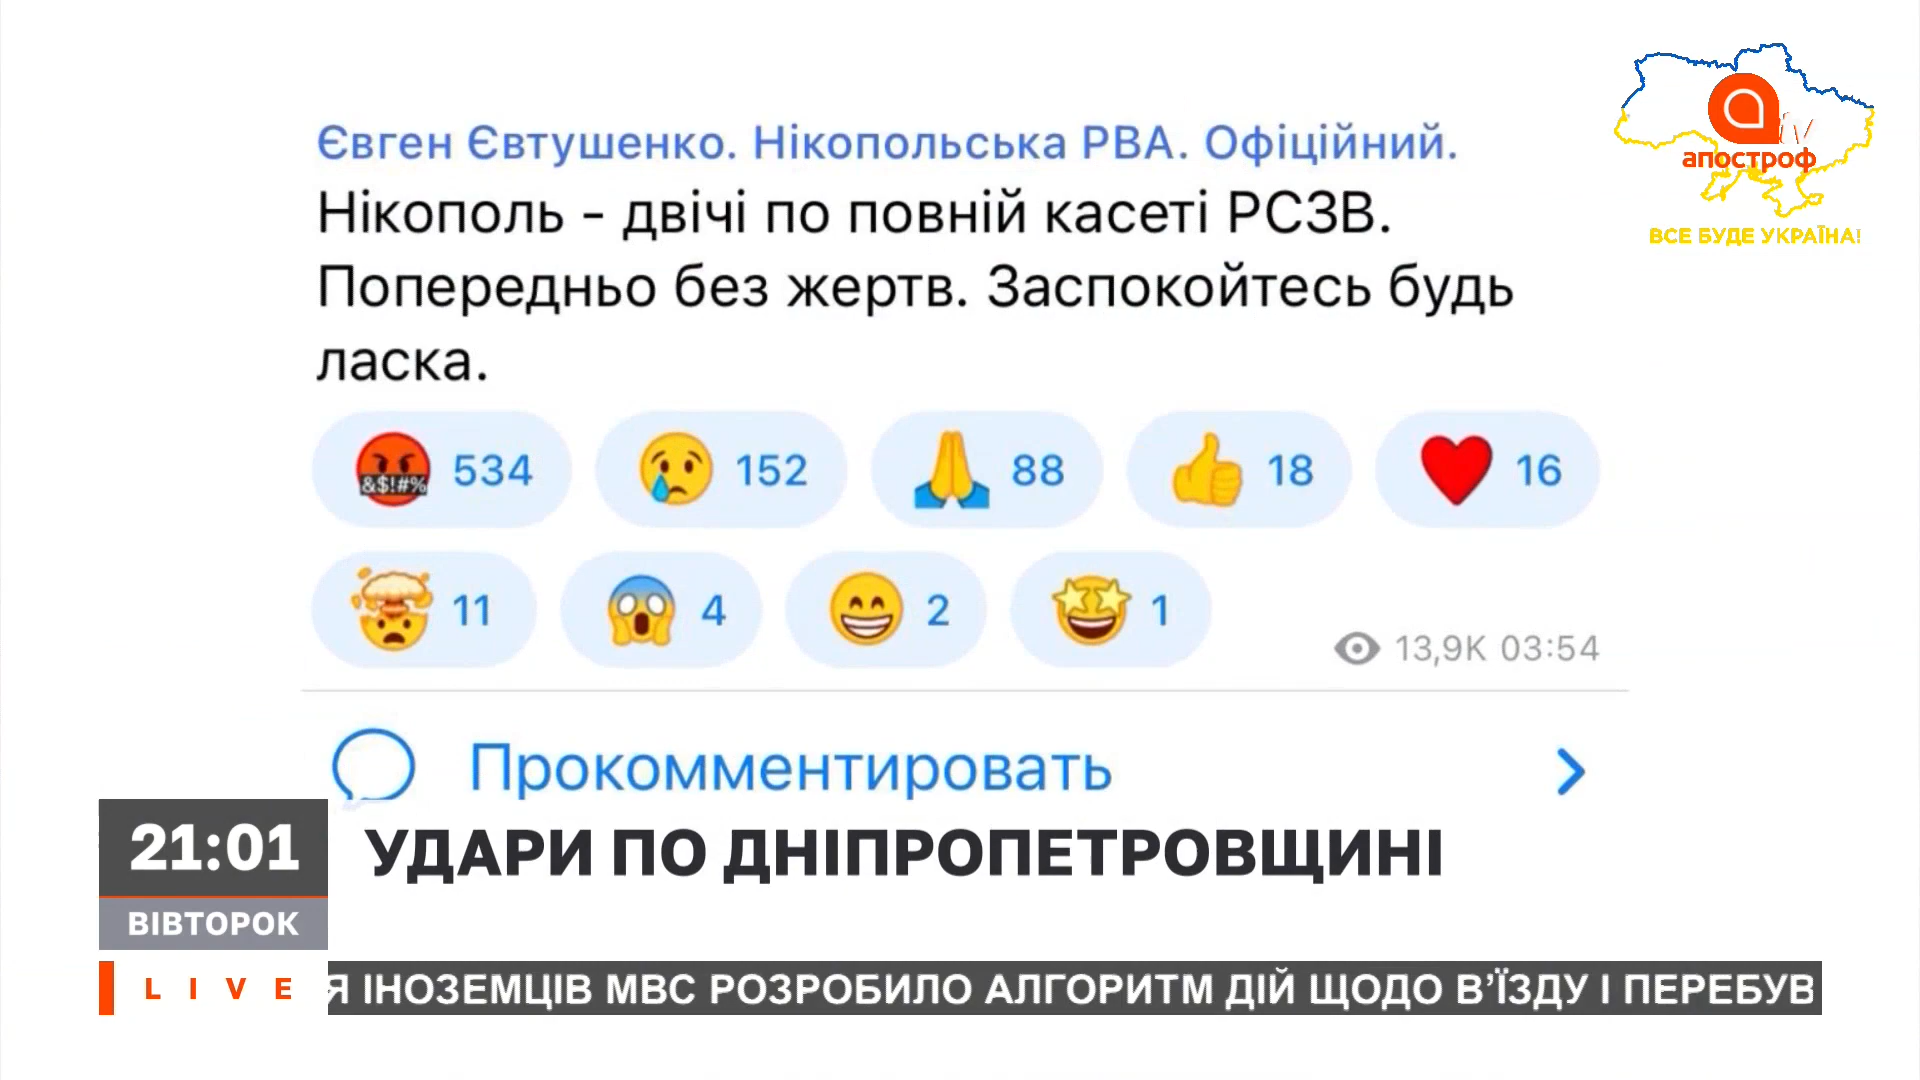 Євген Євтушенко. Нікопольська РВА. Офіційний.
Нікополь - двічі по повній касеті РСЗВ.
Попередньо без жертв. Заспокойтесь будь
ласка.
&$!#%
534
152
88
18
16
11
4
2
1
13,9K 03:54
Прокомментировать
tv
апостроф
ВСЕ БУДЕ УКРАЇНА!
21:01
ВІВТОРОК
УДАРИ ПО ДНІПРОПЕТРОВЩИНІ
LIVE
Я ІНОЗЕМЦІВ МВС РОЗРОБИЛО АЛГОРИТМ ДІЙ ЩОДО В’ЇЗДУ І ПЕРЕБУВ